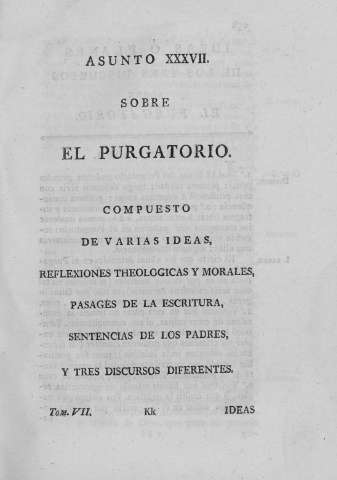 ASUNTO XXXVII.
SOBRE
EL PURGATORIO.
COMPUESTO
DE VARIAS IDEAS,
REFLEXIONES THEOLOGICAS Y MORALES,
PASAGES DE LA ESCRITURA,
SENTENCIAS DE LOS PADRES,
Y TRES DISCURSOS DIFERENTES.
Tom. VII. Kk IDEAS